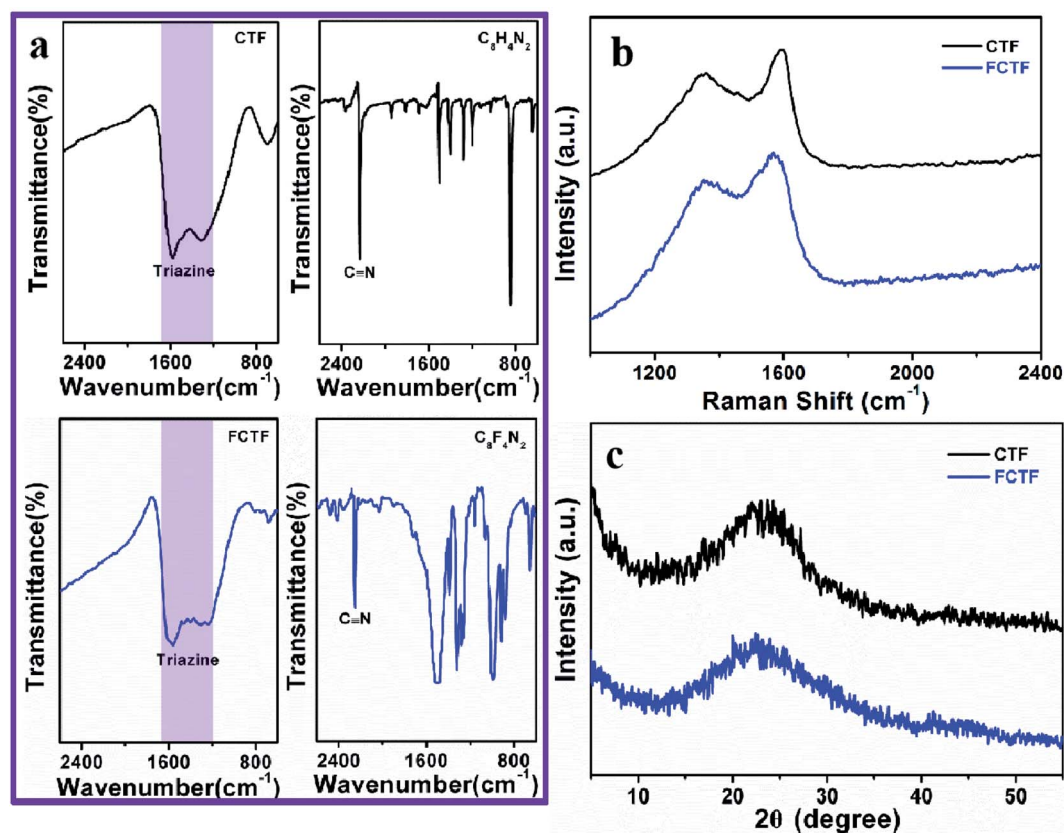 a
CTF
Transmittance(%)
Triazine
2400 1600 800
Wavenumber(cm⁻¹)
C₈H₄N₂
Transmittance(%)
C≡N
2400 1600 800
Wavenumber(cm⁻¹)
FCTF
Transmittance(%)
Triazine
2400 1600 800
Wavenumber(cm⁻¹)
C₈F₄N₂
Transmittance(%)
C≡N
2400 1600 800
Wavenumber(cm⁻¹)
b
CTF
FCTF
Intensity (a.u.)
1200 1600 2000 2400
Raman Shift (cm⁻¹)
c
CTF
FCTF
Intensity (a.u.)
10 20 30 40 50
2θ (degree)